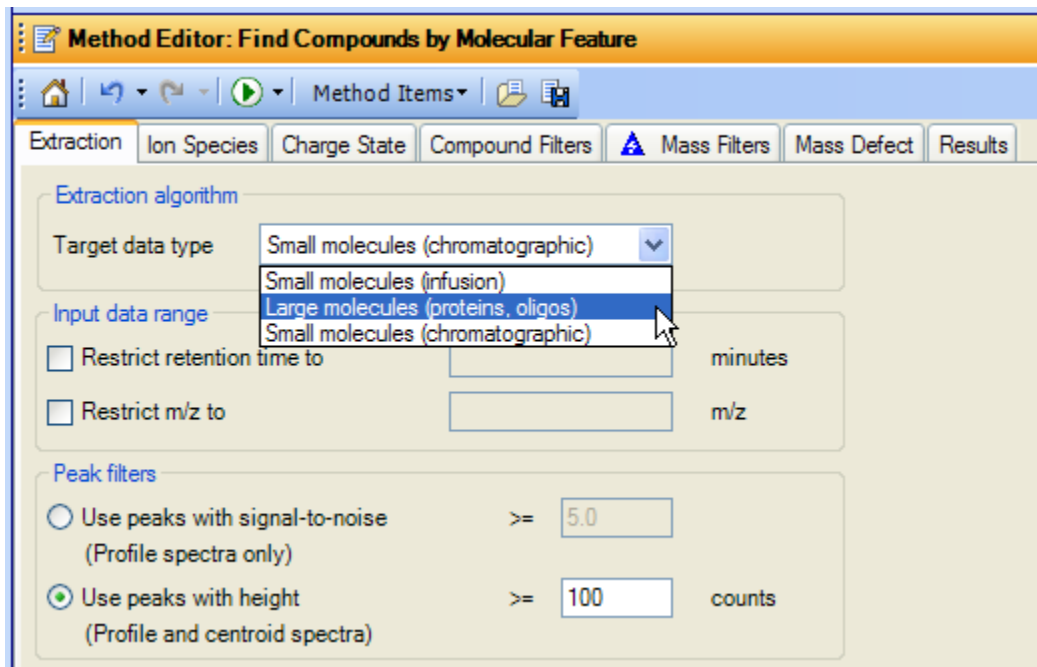 Method Editor: Find Compounds by Molecular Feature
Method Items
Extraction Ion Species Charge State Compound Filters Mass Filters Mass Defect Results
Extraction algorithm
Target data type Small molecules (chromatographic)
Small molecules (infusion)
Large molecules (proteins, oligos)
Small molecules (chromatographic)
Input data range
Restrict retention time to minutes
Restrict m/z to m/z
Peak filters
Use peaks with signal-to-noise >= 5.0
(Profile spectra only)
Use peaks with height >= 100 counts
(Profile and centroid spectra)